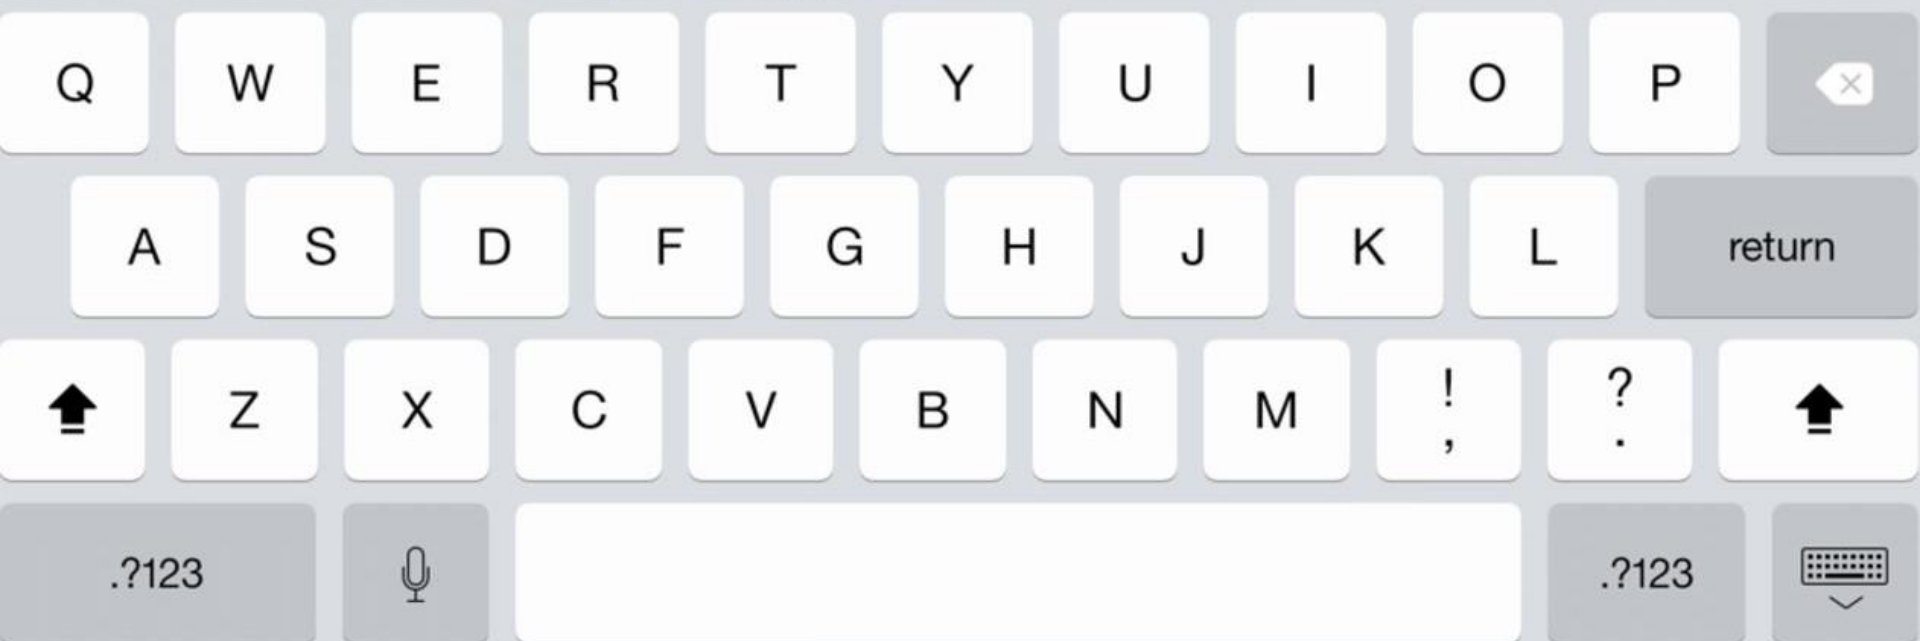 Q W E R T Y U I O P
A S D F G H J K L return
Z X C V B N M ! , ? .
.?123 .?123